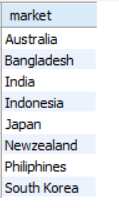 market
Australia
Bangladesh
India
Indonesia
Japan
Newzealand
Philiphines
South Korea